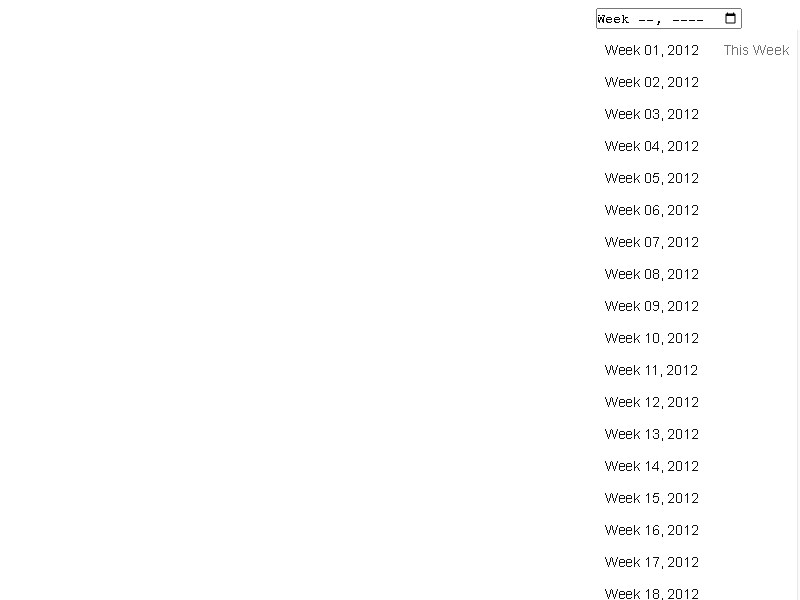 Week --, ----
Week 01, 2012 This Week
Week 02, 2012
Week 03, 2012
Week 04, 2012
Week 05, 2012
Week 06, 2012
Week 07, 2012
Week 08, 2012
Week 09, 2012
Week 10, 2012
Week 11, 2012
Week 12, 2012
Week 13, 2012
Week 14, 2012
Week 15, 2012
Week 16, 2012
Week 17, 2012
Week 18, 2012